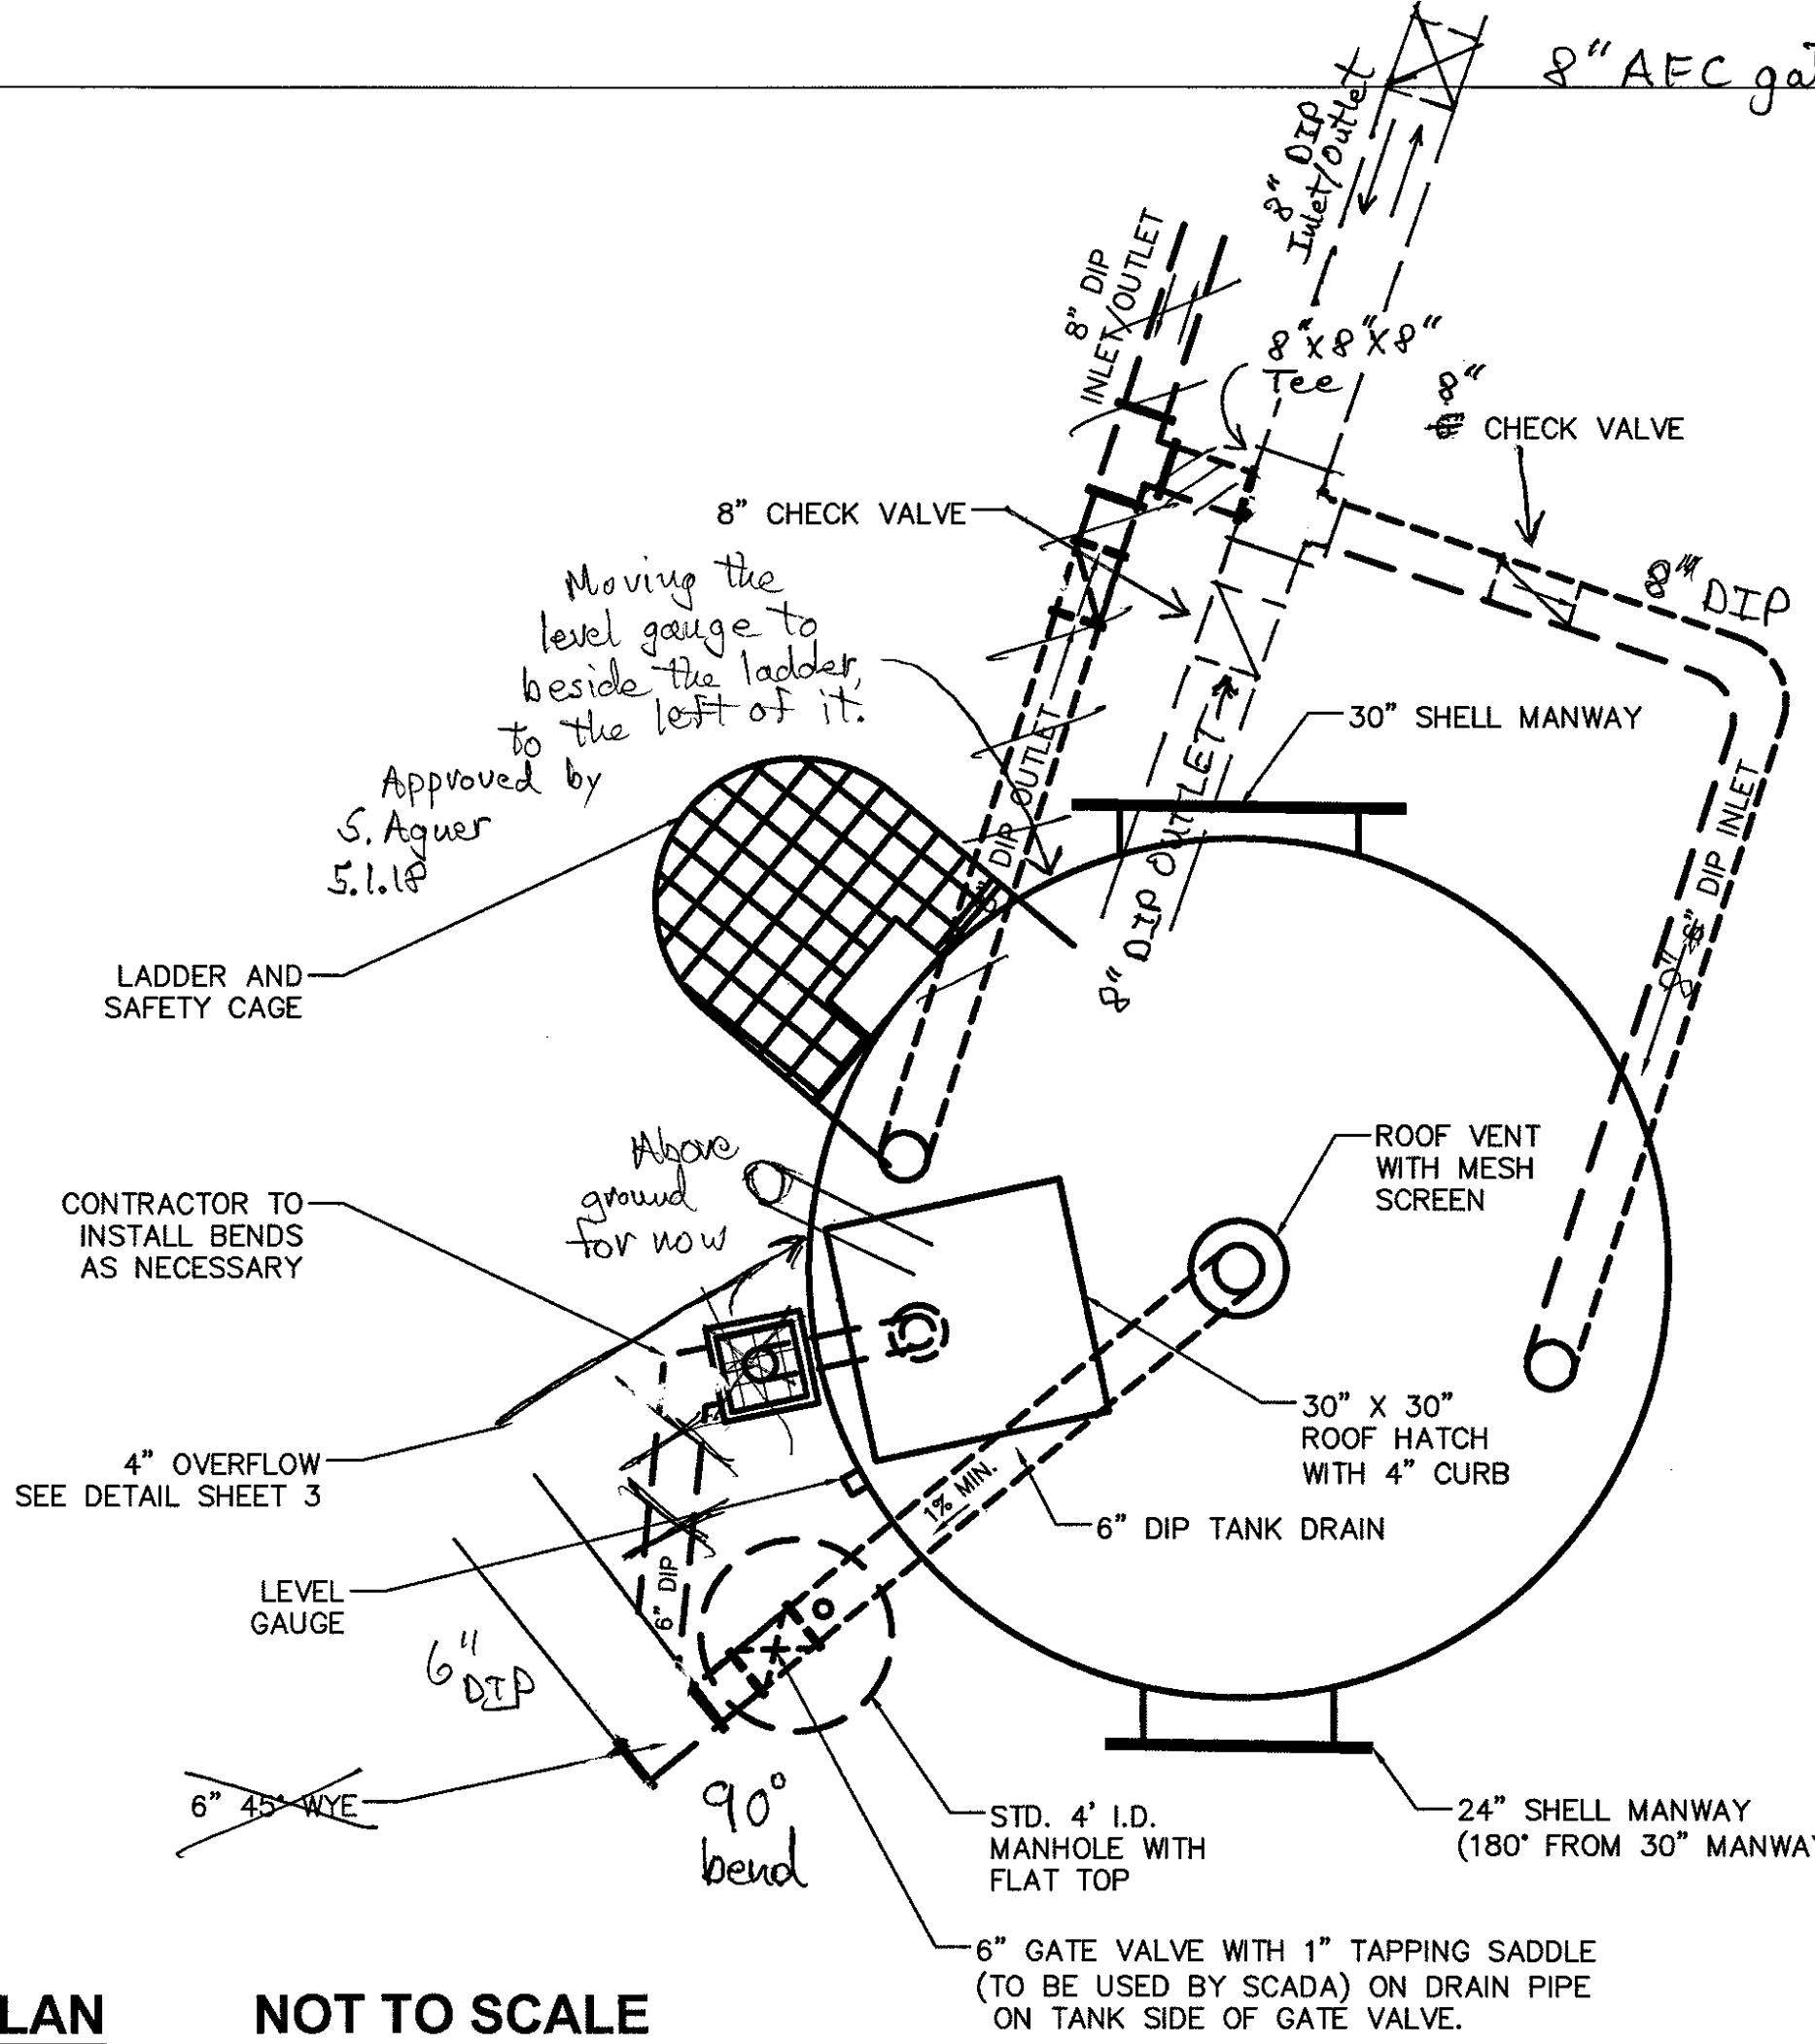 8" AEC
8" DIP
Inlet/Outlet
8" DIP
INLET/OUTLET
8"X8"X8"
Tee
8"
CHECK VALVE
8" CHECK VALVE
8" DIP
Moving the
level gauge to
beside the ladder,
to the left of it.
Approved by
S. Aguer
5.1.18
30" SHELL MANWAY
DIP OUTLET
8" DIP OUTLET
8" DIP INLET
LADDER AND
SAFETY CAGE
Above
ground
for now
ROOF VENT
WITH MESH
SCREEN
CONTRACTOR TO
INSTALL BENDS
AS NECESSARY
30" X 30"
ROOF HATCH
WITH 4" CURB
4" OVERFLOW
SEE DETAIL SHEET 3
1% MIN.
6" DIP TANK DRAIN
6" DIP
LEVEL
GAUGE
6"
DIP
6" 45° WYE
90°
bend
STD. 4' I.D.
MANHOLE WITH
FLAT TOP
24" SHELL MANWAY
(180° FROM 30" MANWAY
6" GATE VALVE WITH 1" TAPPING SADDLE
(TO BE USED BY SCADA) ON DRAIN PIPE
ON TANK SIDE OF GATE VALVE.
LAN NOT TO SCALE